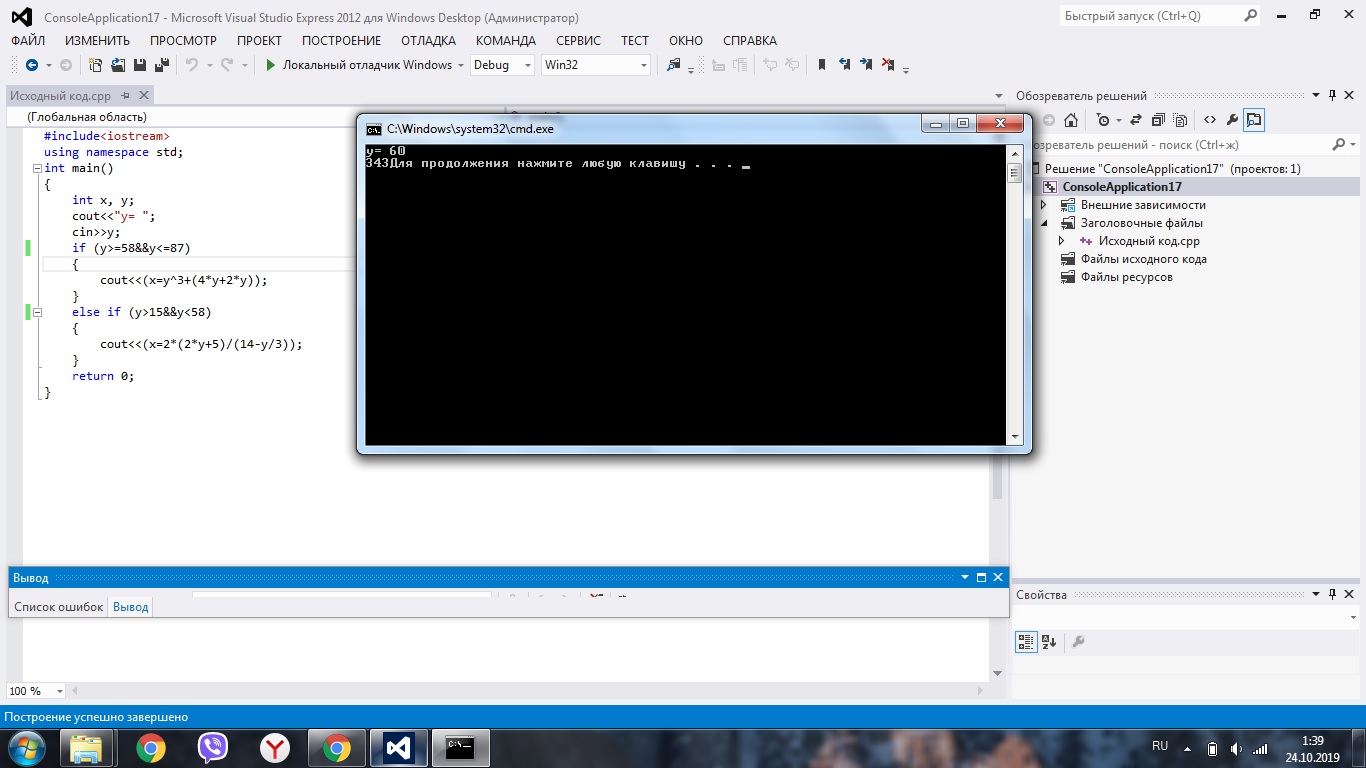 ConsoleApplication17 - Microsoft Visual Studio Express 2012 для Windows Desktop (Администратор)
Быстрый запуск (Ctrl+Q)
ФАЙЛ ИЗМЕНИТЬ ПРОСМОТР ПРОЕКТ ПОСТРОЕНИЕ ОТЛАДКА КОМАНДА СЕРВИС ТЕСТ ОКНО СПРАВКА
Локальный отладчик Windows Debug Win32
Исходный код.cpp
(Глобальная область)
#include<iostream>
using namespace std;
int main()
{
int x, y;
cout<<"y= ";
cin>>y;
if (y>=58&&y<=87)
{
cout<<(x=y^3+(4*y+2*y));
}
else if (y>15&&y<58)
{
cout<<(x=2*(2*y+5)/(14-y/3));
}
return 0;
}
C:\Windows\system32\cmd.exe
y= 60
343Для продолжения нажмите любую клавишу . . . _
Обозреватель решений
решений - поиск (Ctrl+ж)
Решение "ConsoleApplication17" (проектов: 1)
ConsoleApplication17
Внешние зависимости
Заголовочные файлы
Исходный код.cpp
Файлы исходного кода
Файлы ресурсов
Вывод
Список ошибок Вывод
Свойства
100 %
Построение успешно завершено
RU
1:39
24.10.2019